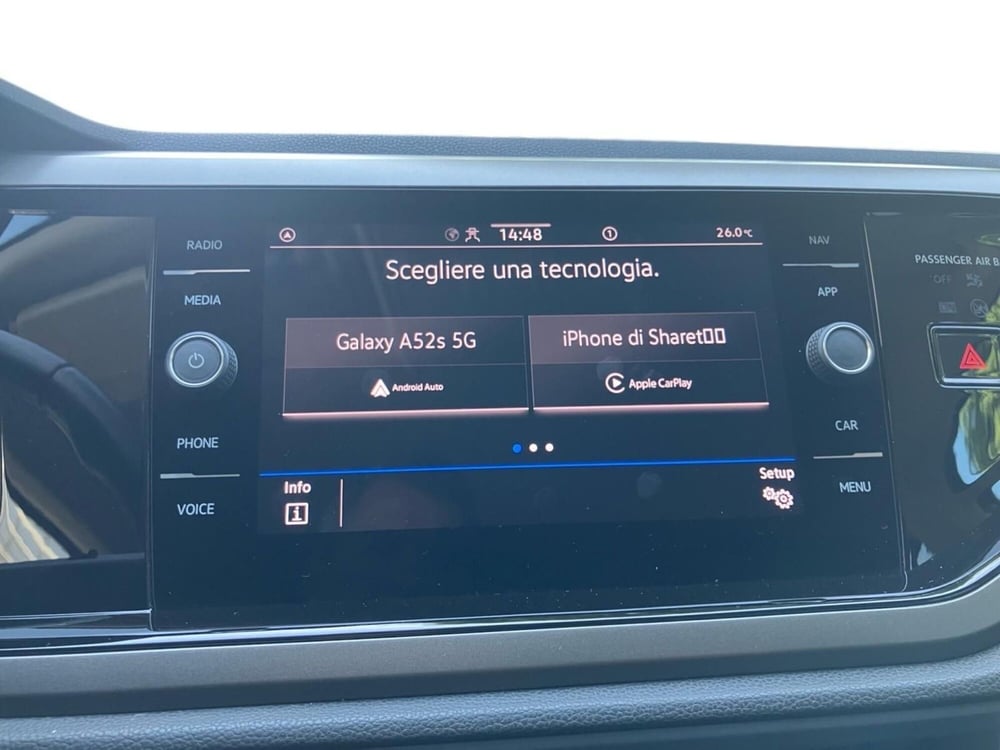 RADIO
MEDIA
PHONE
VOICE
14:48
1
26.0°C
Scegliere una tecnologia.
Galaxy A52s 5G
Android Auto
iPhone di Sharet▯▯
Apple CarPlay
Info
i
Setup
NAV
APP
CAR
MENU
PASSENGER AIR B
OFF